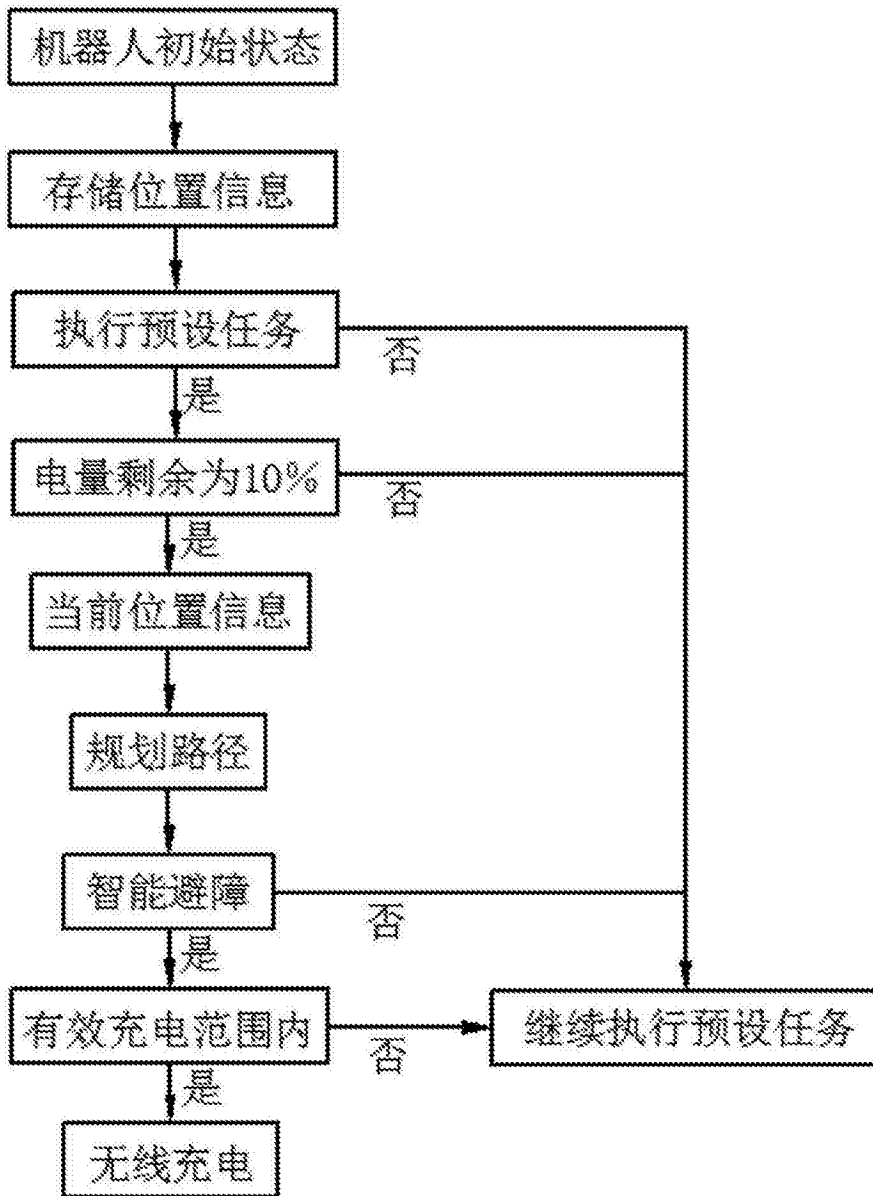 机器人初始状态
存储位置信息
执行预设任务
否
是
电量剩余为10%
否
是
当前位置信息
规划路径
智能避障
否
是
有效充电范围内
否
继续执行预设任务
是
无线充电